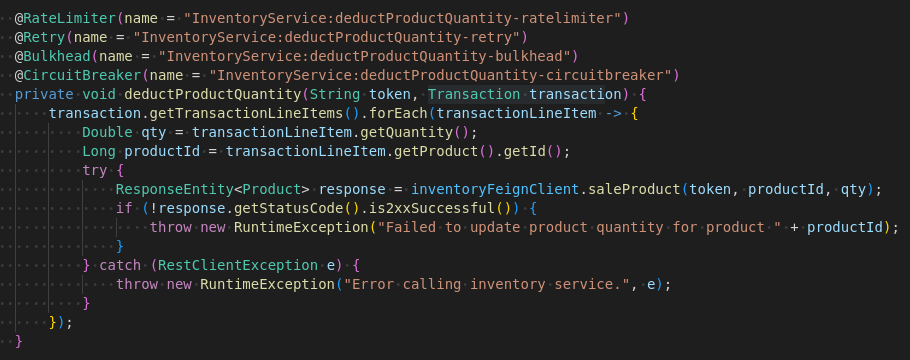 @RateLimiter(name = "InventoryService:deductProductQuantity-ratelimiter")
@Retry(name = "InventoryService:deductProductQuantity-retry")
@Bulkhead(name = "InventoryService:deductProductQuantity-bulkhead")
@CircuitBreaker(name = "InventoryService:deductProductQuantity-circuitbreaker")
private void deductProductQuantity(String token, Transaction transaction) {
    transaction.getTransactionLineItems().forEach(transactionLineItem -> {
        Double qty = transactionLineItem.getQuantity();
        Long productId = transactionLineItem.getProduct().getId();
        try {
            ResponseEntity<Product> response = inventoryFeignClient.saleProduct(token, productId, qty);
            if (!response.getStatusCode().is2xxSuccessful()) {
                throw new RuntimeException("Failed to update product quantity for product " + productId);
            }
        } catch (RestClientException e) {
            throw new RuntimeException("Error calling inventory service.", e);
        }
    });
}